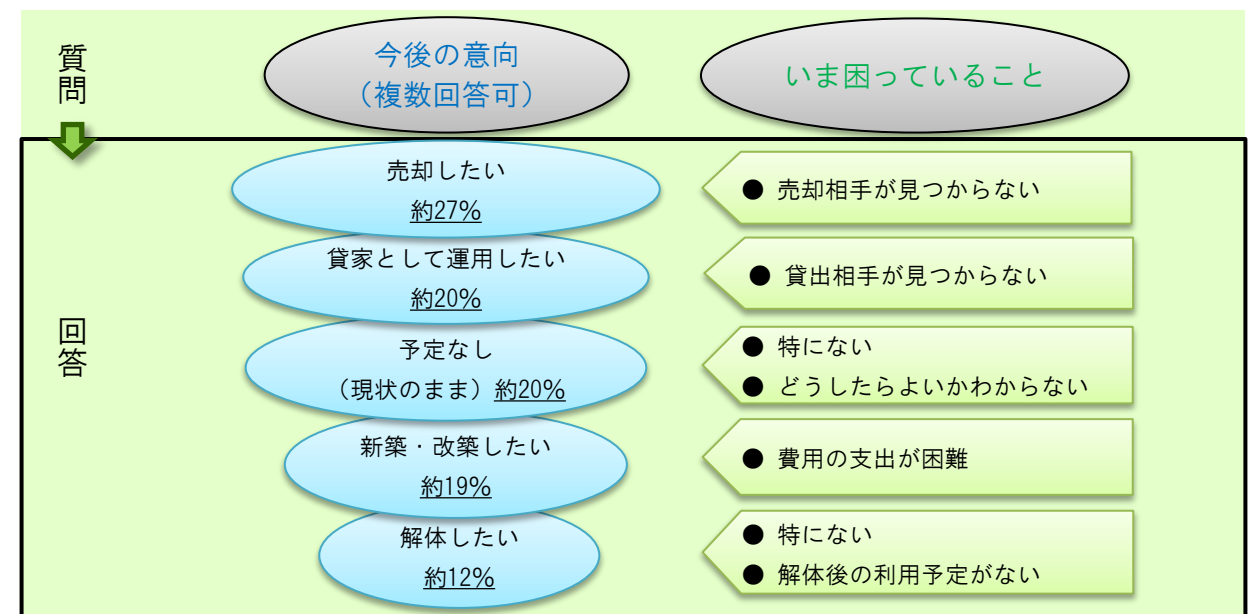 質問
今後の意向
（複数回答可）
いま困っていること
回答
売却したい
約27%
● 売却相手が見つからない
貸家として運用したい
約20%
● 貸出相手が見つからない
予定なし
（現状のまま）約20%
● 特にない
● どうしたらよいかわからない
新築・改築したい
約19%
● 費用の支出が困難
解体したい
約12%
● 特にない
● 解体後の利用予定がない